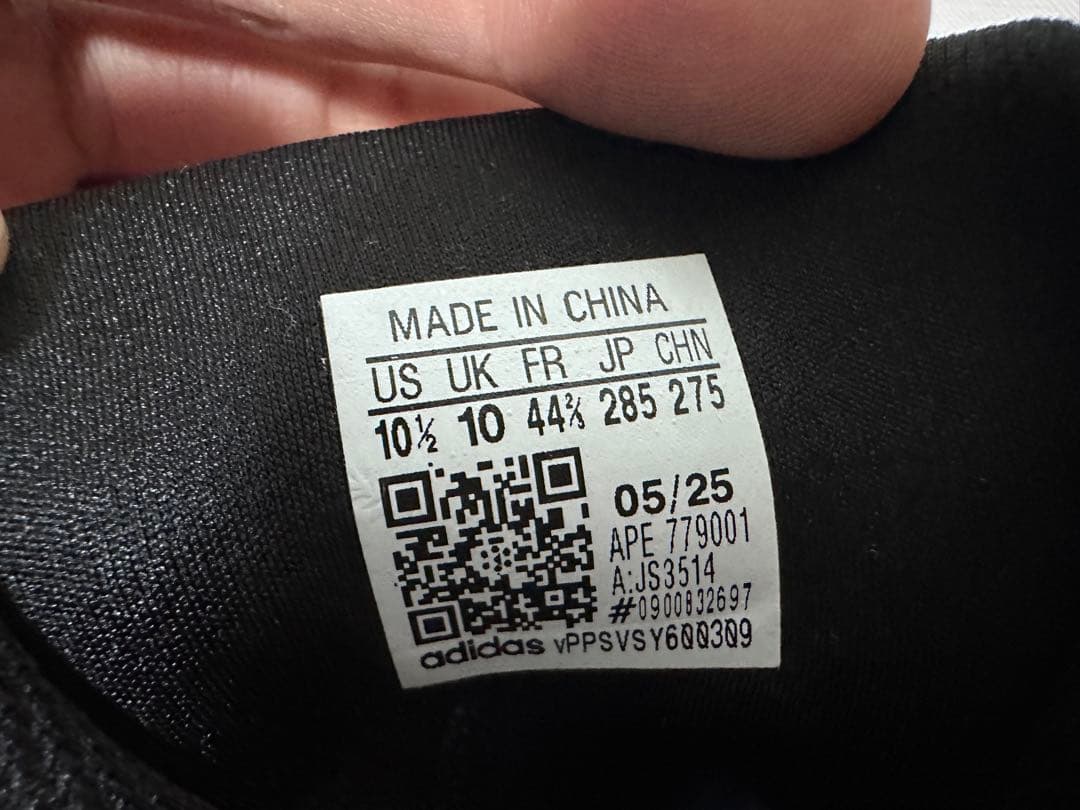 MADE IN CHINA
US UK FR JP CHN
10½ 10 44⅔ 285 275
05/25
APE 779001
A:JS3514
#0900832697
adidas vPPSVSY600309